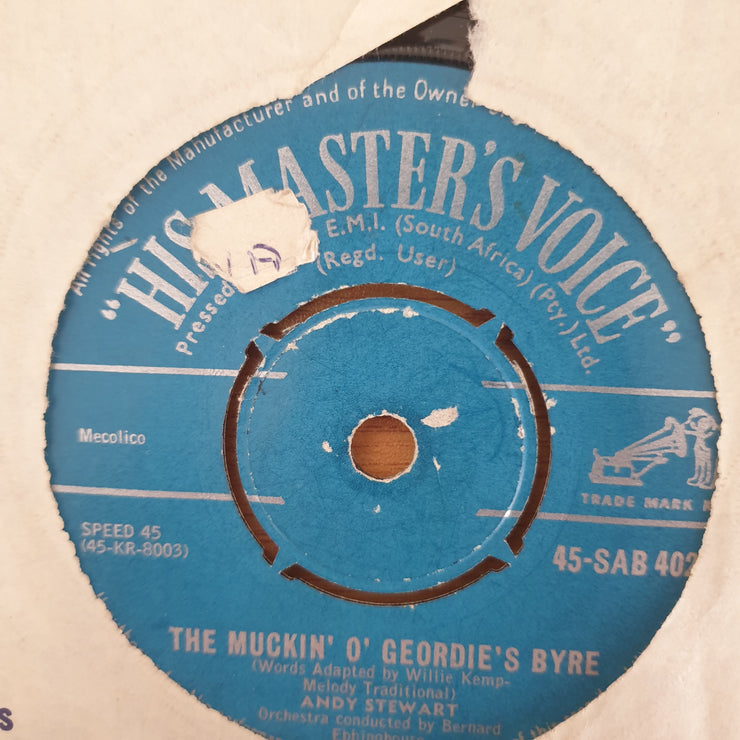 All rights of the Manufacturer and of the Owner
"HIS MASTER'S VOICE"
Pressed E.M.I. (South Africa) (Pty.) Ltd.
(Regd. User)
Mecolico
TRADE MARK
SPEED 45
(45-KR-8003)
45-SAB 402
THE MUCKIN' O' GEORDIE'S BYRE
(Words Adapted by Willie Kemp-
Melody Traditional)
ANDY STEWART
Orchestra conducted by Bernard
S